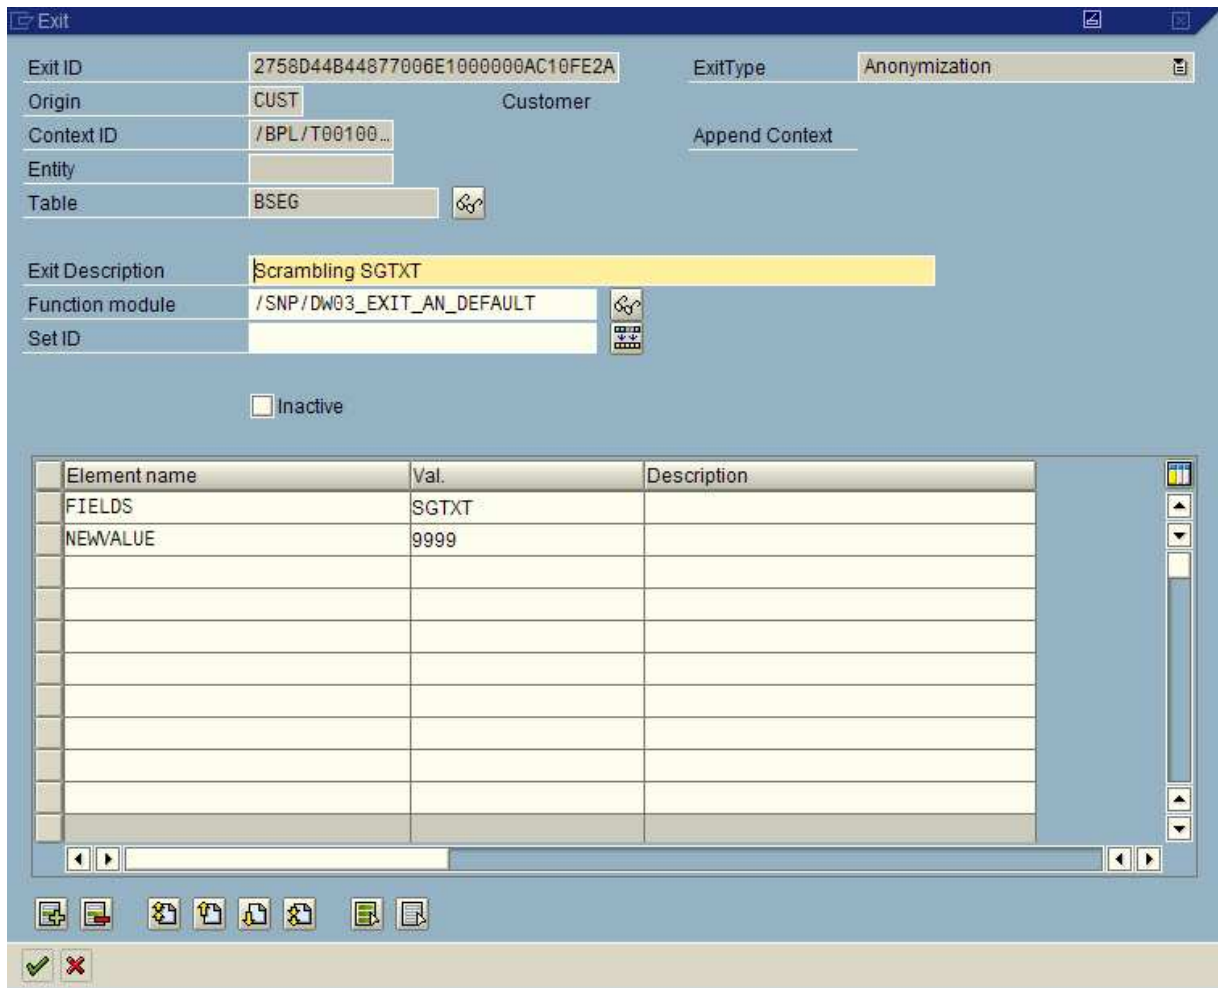 Exit
Exit ID 2758D44B44877006E1000000AC10FE2A ExitType Anonymization
Origin CUST Customer
Context ID /BPL/T00100… Append Context
Entity
Table BSEG
Exit Description Scrambling SGTXT
Function module /SNP/DW03_EXIT_AN_DEFAULT
Set ID
Inactive
Element name Val. Description
FIELDS SGTXT
NEWVALUE 9999